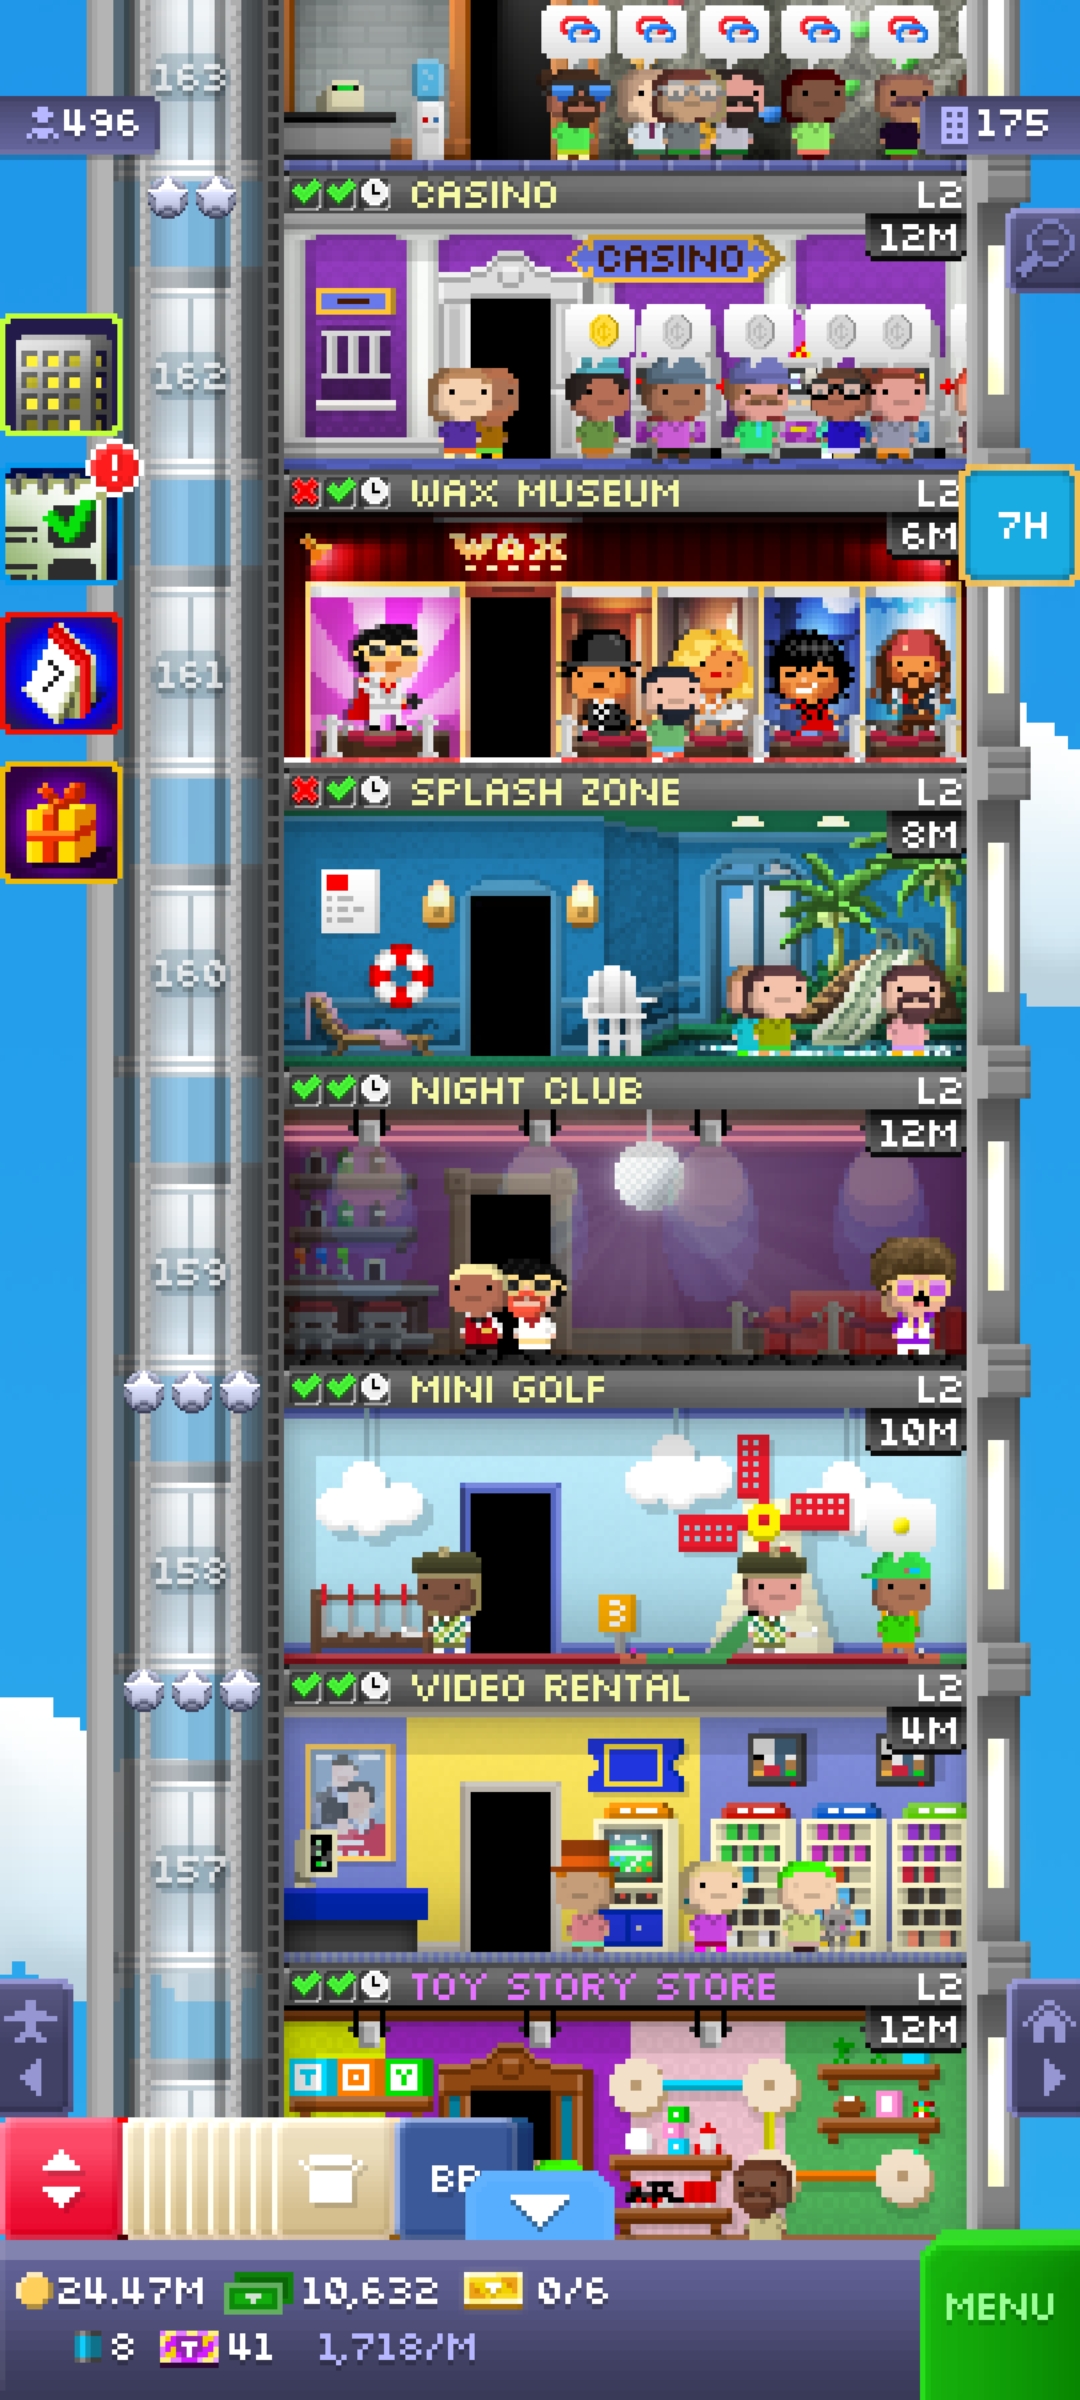 163
496
175
CASINO L2
12M
CASINO
162
WAX MUSEUM L2
6M
7H
WAX
161
SPLASH ZONE L2
8M
160
NIGHT CLUB L2
12M
159
MINI GOLF L2
10M
158
3
VIDEO RENTAL L2
4M
157
TOY STORY STORE L2
12M
T O Y
24.47M 10,632 0/6
8 T 41 1,718/M
MENU